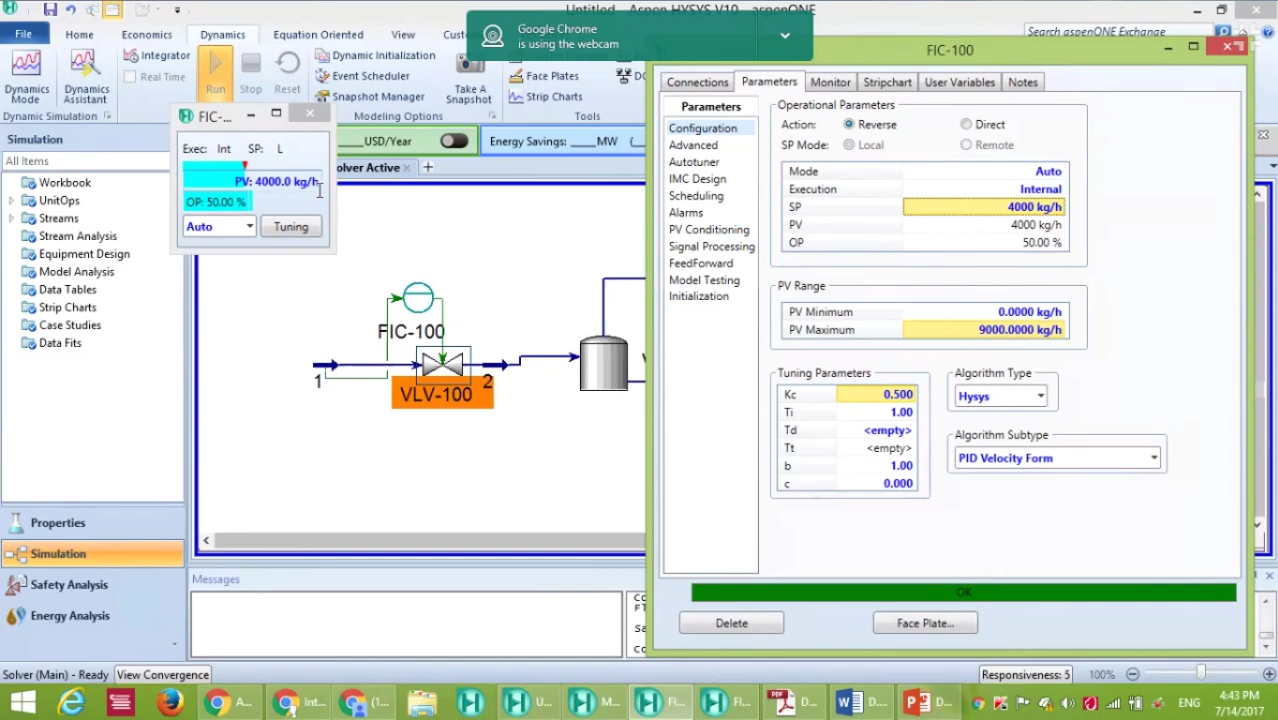 Untitled - Aspen HYSYS V10 - aspenONE
Google Chrome
is using the webcam
File
Home
Economics
Dynamics
Equation Oriented
View
Search aspenONE Exchange
Dynamics
Mode
Dynamics
Assistant
Integrator
Real Time
Run
Stop
Reset
Dynamic Initialization
Event Scheduler
Snapshot Manager
Take A
Snapshot
Face Plates
Strip Charts
Dynamic Simulation
Modeling Options
Tools
USD/Year
Energy Savings: ____MW
Simulation
All Items
Workbook
UnitOps
Streams
Stream Analysis
Equipment Design
Model Analysis
Data Tables
Strip Charts
Case Studies
Data Fits
Properties
Simulation
Safety Analysis
Energy Analysis
FIC-...
Exec: Int SP: L
PV: 4000.0 kg/h
OP: 50.00 %
Auto
Tuning
olver Active
FIC-100
1
2
VLV-100
Messages
FIC-100
Connections
Parameters
Monitor
Stripchart
User Variables
Notes
Parameters
Configuration
Advanced
Autotuner
IMC Design
Scheduling
Alarms
PV Conditioning
Signal Processing
FeedForward
Model Testing
Initialization
Operational Parameters
Action: Reverse Direct
SP Mode: Local Remote
Mode Auto
Execution Internal
SP 4000 kg/h
PV 4000 kg/h
OP 50.00 %
PV Range
PV Minimum 0.0000 kg/h
PV Maximum 9000.0000 kg/h
Tuning Parameters
Kc 0.500
Ti 1.00
Td <empty>
Tt <empty>
b 1.00
c 0.000
Algorithm Type
Hysys
Algorithm Subtype
PID Velocity Form
OK
Delete
Face Plate...
Solver (Main) - Ready
View Convergence
Responsiveness: 5
100%
A...
Int...
(1...
U...
M...
Fl...
Fl...
D...
D...
D...
ENG
4:43 PM
7/14/2017